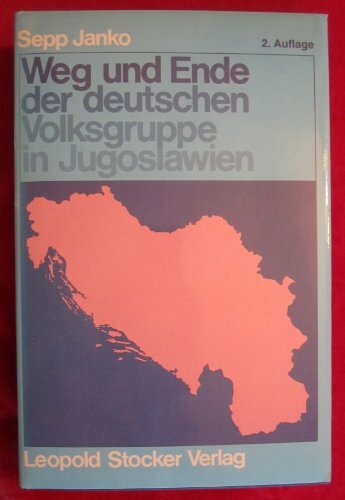 Sepp Janko
2. Auflage
Weg und Ende
der deutschen
Volksgruppe
in Jugoslawien
Leopold Stocker Verlag